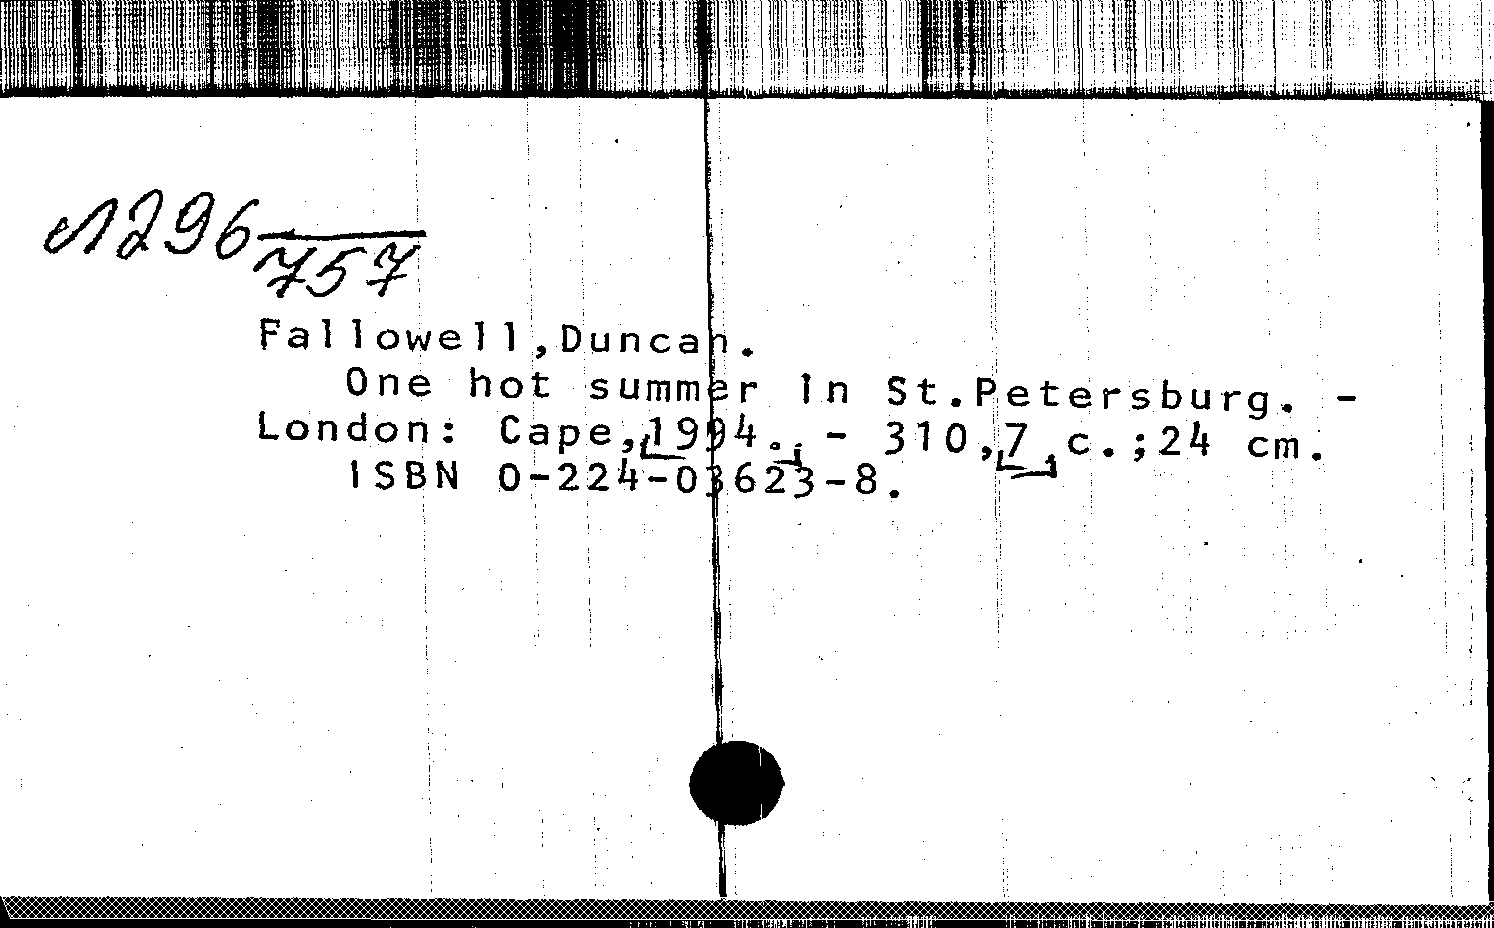 Л296
757
Fallowell,Duncan.
One hot summer in St.Petersburg. -
London: Cape,[1994.] - 310,[7]c.;24 cm.
ISBN 0-224-03623-8.